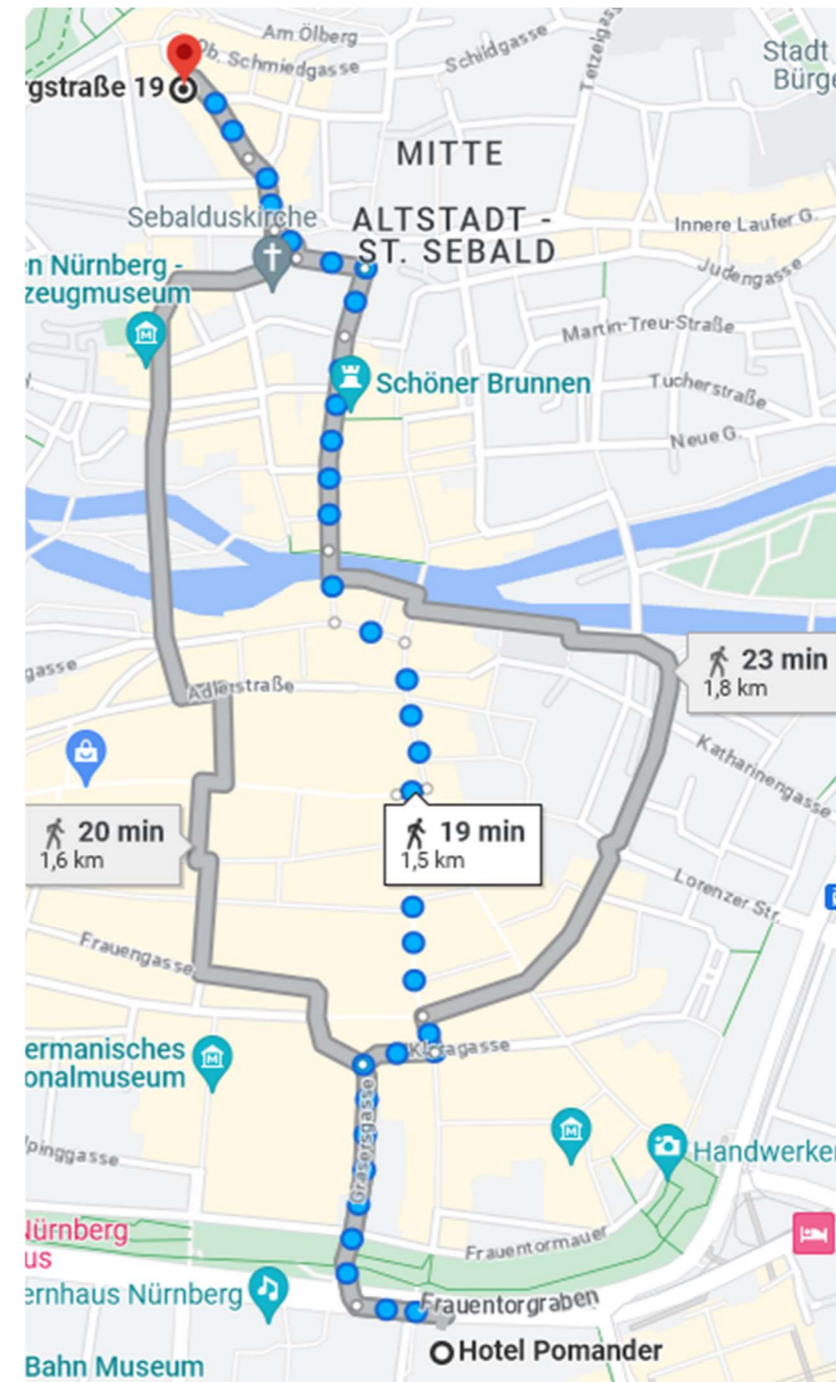 Am Ölberg
Ob. Schmiedgasse
Schildgasse
Tetzelgass
Stadt
Bürge
rgstraße 19
MITTE
Sebalduskirche
ALTSTADT -
ST. SEBALD
Innere Laufer G.
Judengasse
n Nürnberg -
zeugmuseum
Martin-Treu-Straße
Schöner Brunnen
Tucherstraße
Neue G.
gasse
Adlerstraße
23 min
1,8 km
Katharinengasse
20 min
1,6 km
19 min
1,5 km
Lorenzer Str.
Frauengasse
Klaragasse
ermanisches
onalmuseum
Grasersgasse
pinggasse
Handwerker
Nürnberg
us
Frauentormauer
ernhaus Nürnberg
Frauentorgraben
Hotel Pomander
Bahn Museum